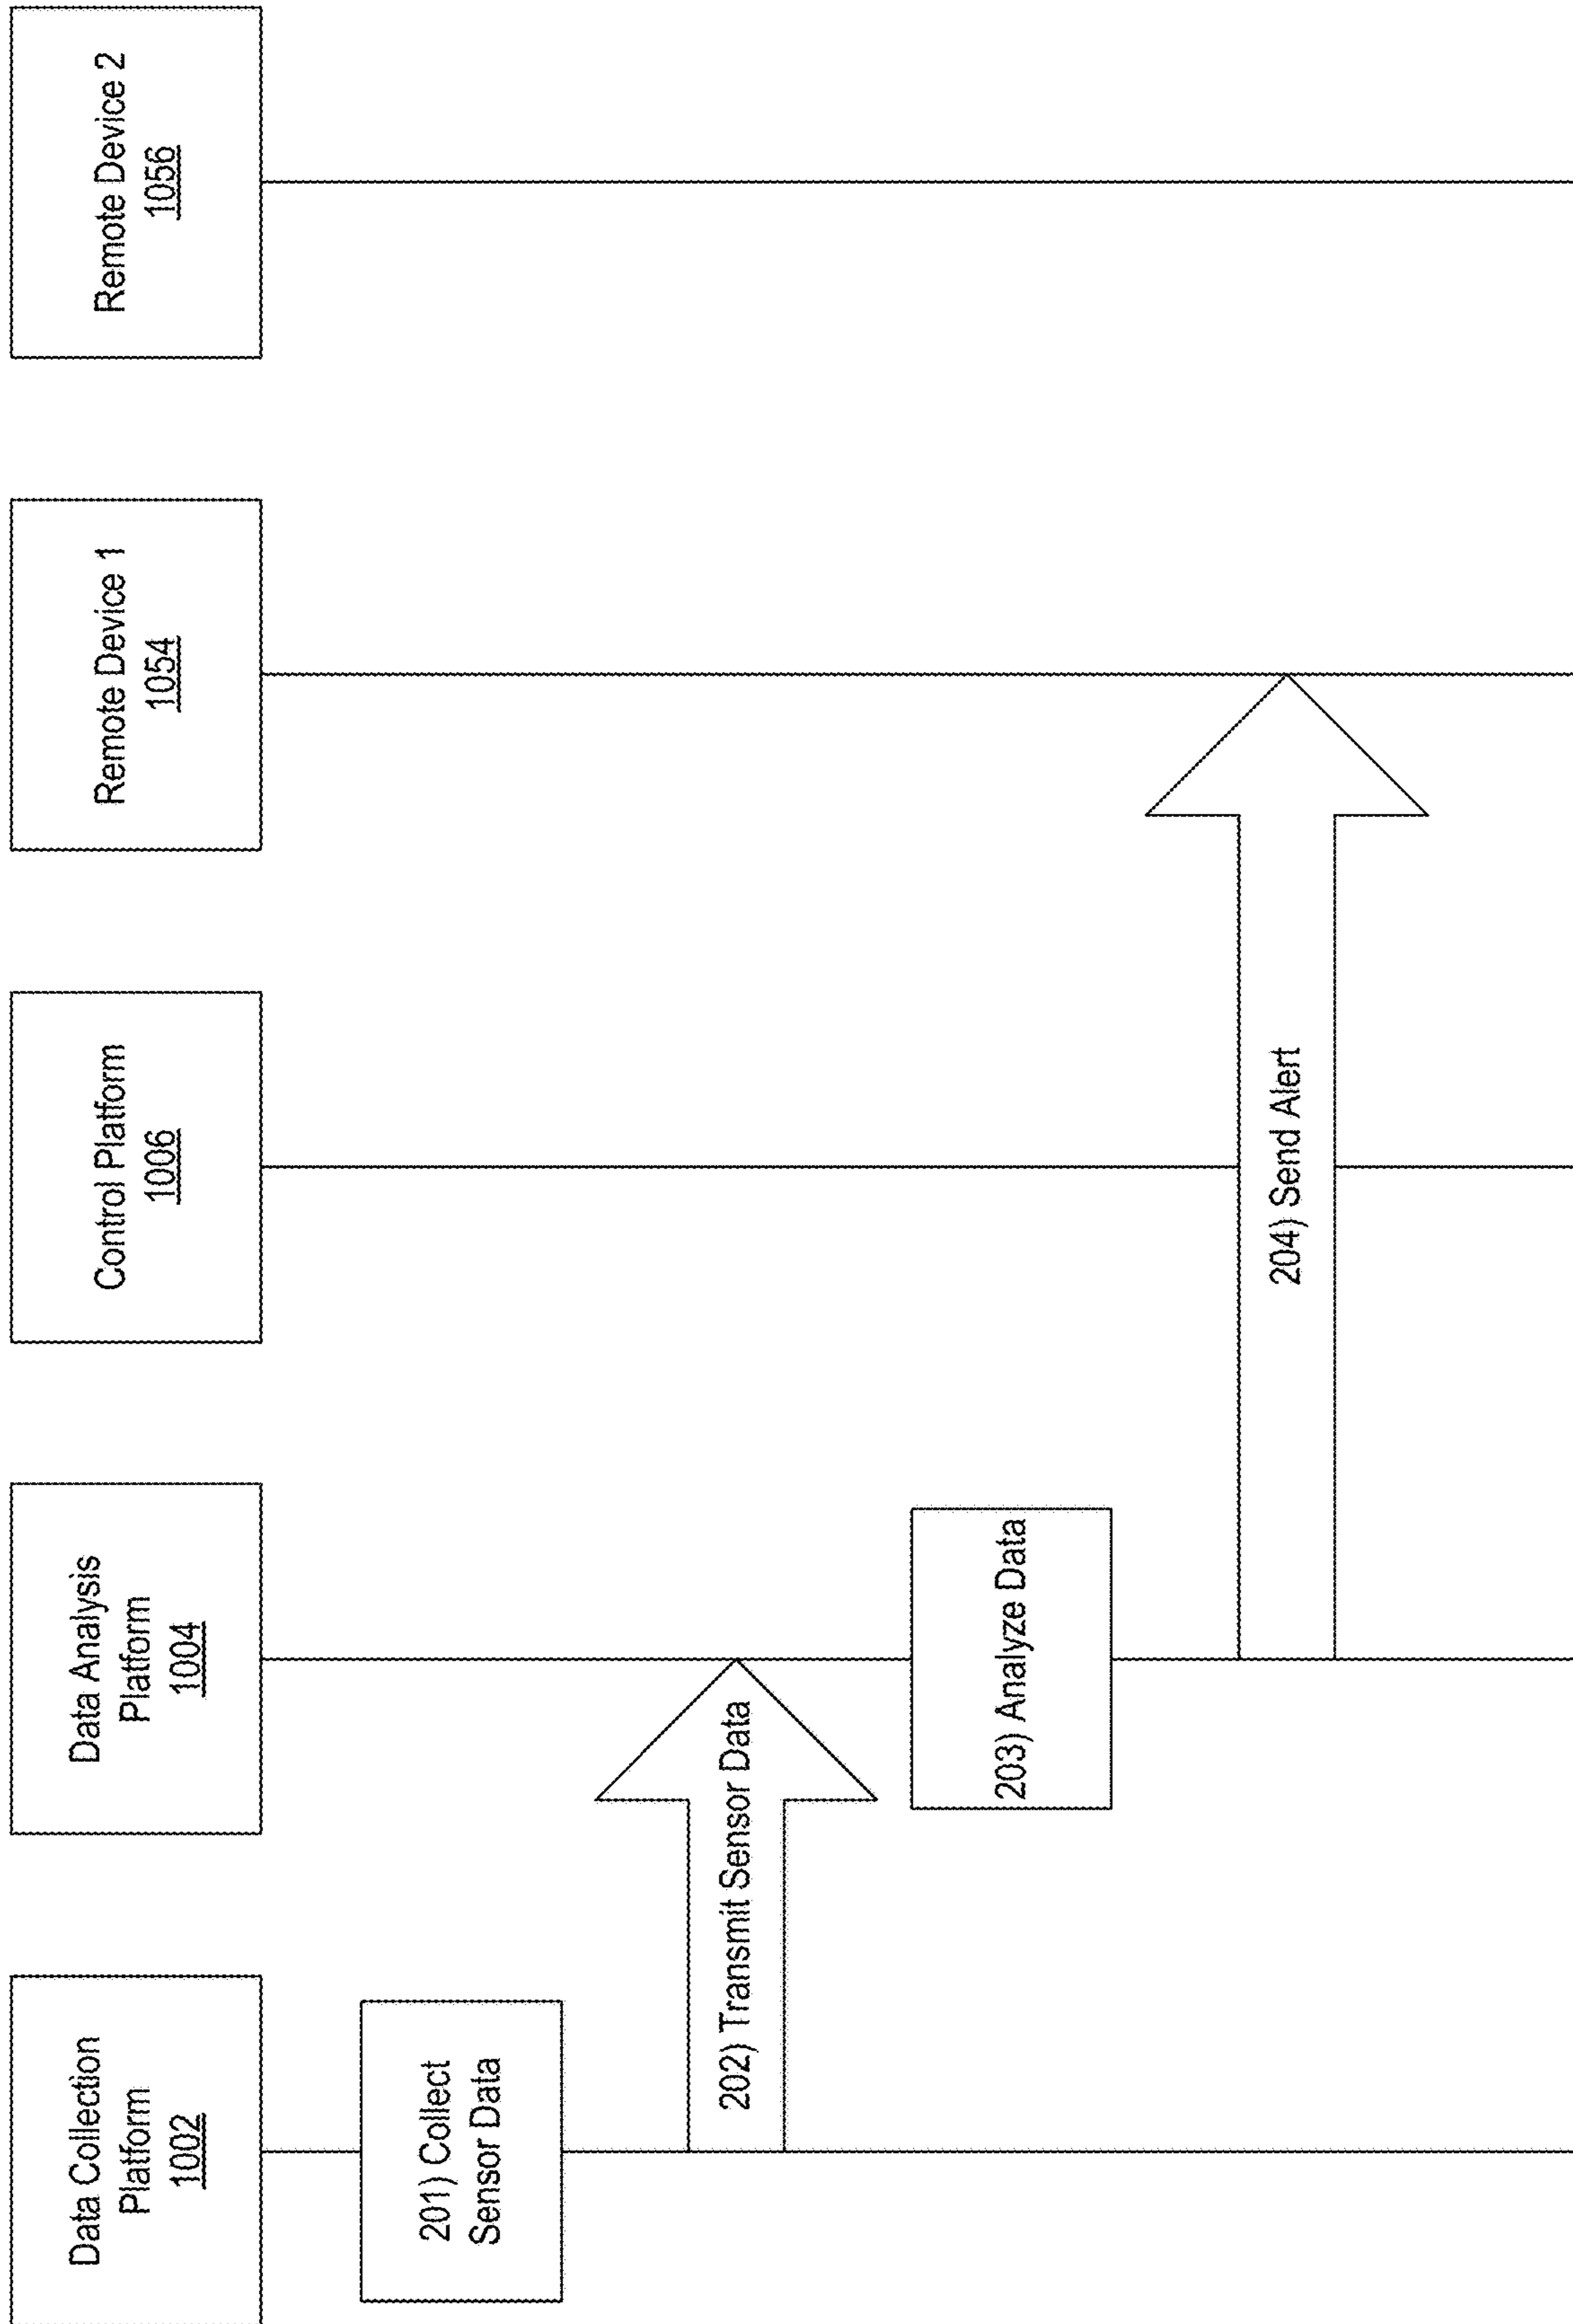 Data Collection
Platform
1002
Data Analysis
Platform
1004
Control Platform
1006
Remote Device 1
1054
Remote Device 2
1056
201) Collect
Sensor Data
202) Transmit Sensor Data
203) Analyze Data
204) Send Alert